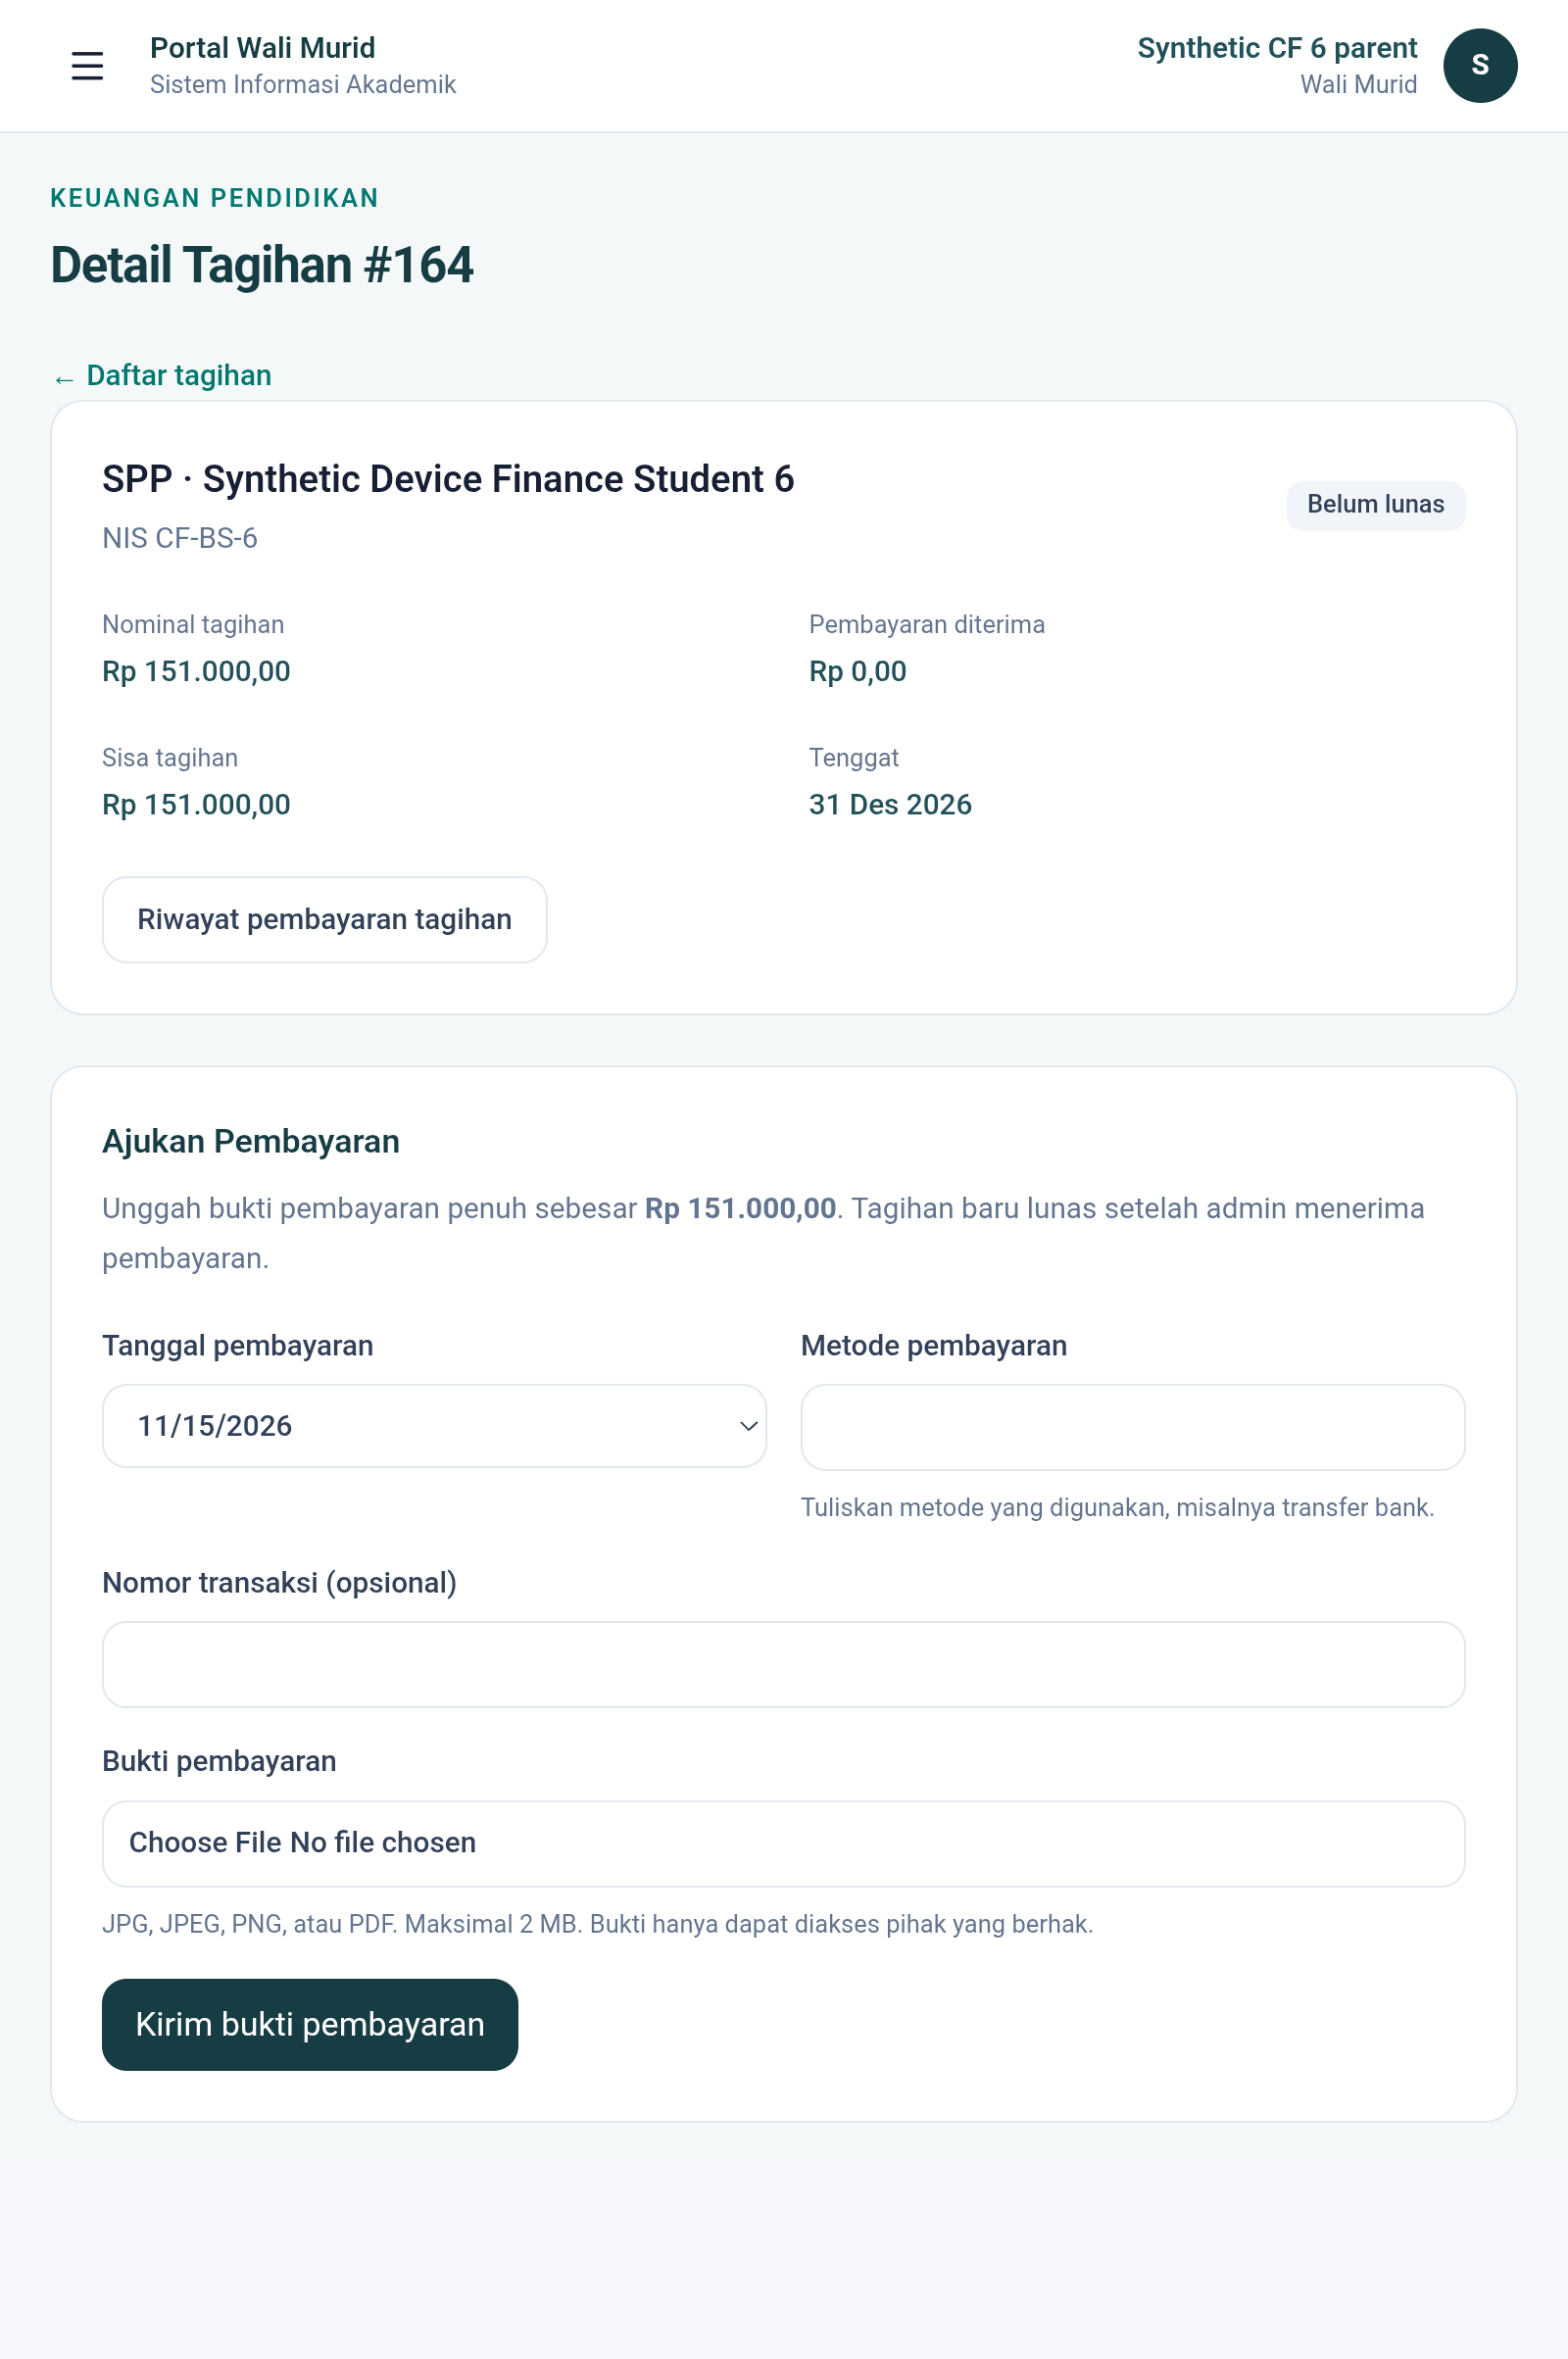 Portal Wali Murid
Sistem Informasi Akademik
Synthetic CF 6 parent
Wali Murid
S
KEUANGAN PENDIDIKAN
Detail Tagihan #164
← Daftar tagihan
SPP · Synthetic Device Finance Student 6
NIS CF-BS-6
Belum lunas
Nominal tagihan
Rp 151.000,00
Pembayaran diterima
Rp 0,00
Sisa tagihan
Rp 151.000,00
Tenggat
31 Des 2026
Riwayat pembayaran tagihan
Ajukan Pembayaran
Unggah bukti pembayaran penuh sebesar Rp 151.000,00. Tagihan baru lunas setelah admin menerima
pembayaran.
Tanggal pembayaran
11/15/2026
Metode pembayaran
Tuliskan metode yang digunakan, misalnya transfer bank.
Nomor transaksi (opsional)
Bukti pembayaran
Choose File No file chosen
JPG, JPEG, PNG, atau PDF. Maksimal 2 MB. Bukti hanya dapat diakses pihak yang berhak.
Kirim bukti pembayaran